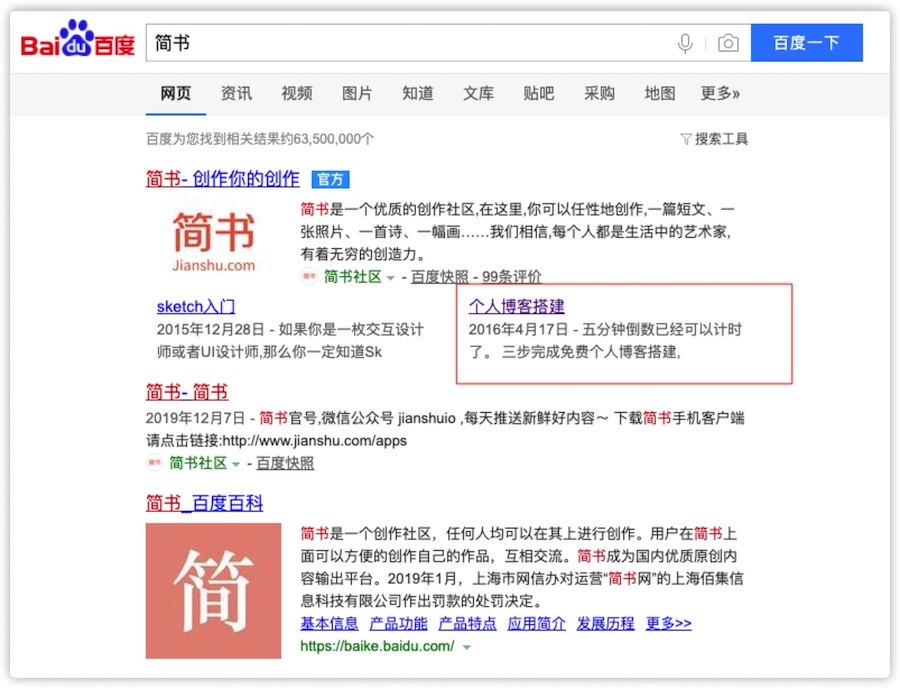 Bai du 百度
简书
百度一下
网页 资讯 视频 图片 知道 文库 贴吧 采购 地图 更多»
百度为您找到相关结果约63,500,000个
搜索工具
简书- 创作你的创作 官方
简书
Jianshu.com
简书是一个优质的创作社区,在这里,你可以任性地创作,一篇短文、一
张照片、一首诗、一幅画……我们相信,每个人都是生活中的艺术家,
有着无穷的创造力。
简书社区 - 百度快照 - 99条评价
sketch入门
2015年12月28日 - 如果你是一枚交互设计
师或者UI设计师,那么你一定知道Sk
个人博客搭建
2016年4月17日 - 五分钟倒数已经可以计时
了。 三步完成免费个人博客搭建,
简书- 简书
2019年12月7日 - 简书官号,微信公众号 jianshuio ,每天推送新鲜好内容～ 下载简书手机客户端
请点击链接:http://www.jianshu.com/apps
简书社区 - 百度快照
简书_百度百科
简
简书是一个创作社区，任何人均可以在其上进行创作。用户在简书上
面可以方便的创作自己的作品，互相交流。简书成为国内优质原创内
容输出平台。2019年1月，上海市网信办对运营“简书网”的上海佰集信
息科技有限公司作出罚款的处罚决定。
基本信息 产品功能 产品特点 应用简介 发展历程 更多>>
https://baike.baidu.com/